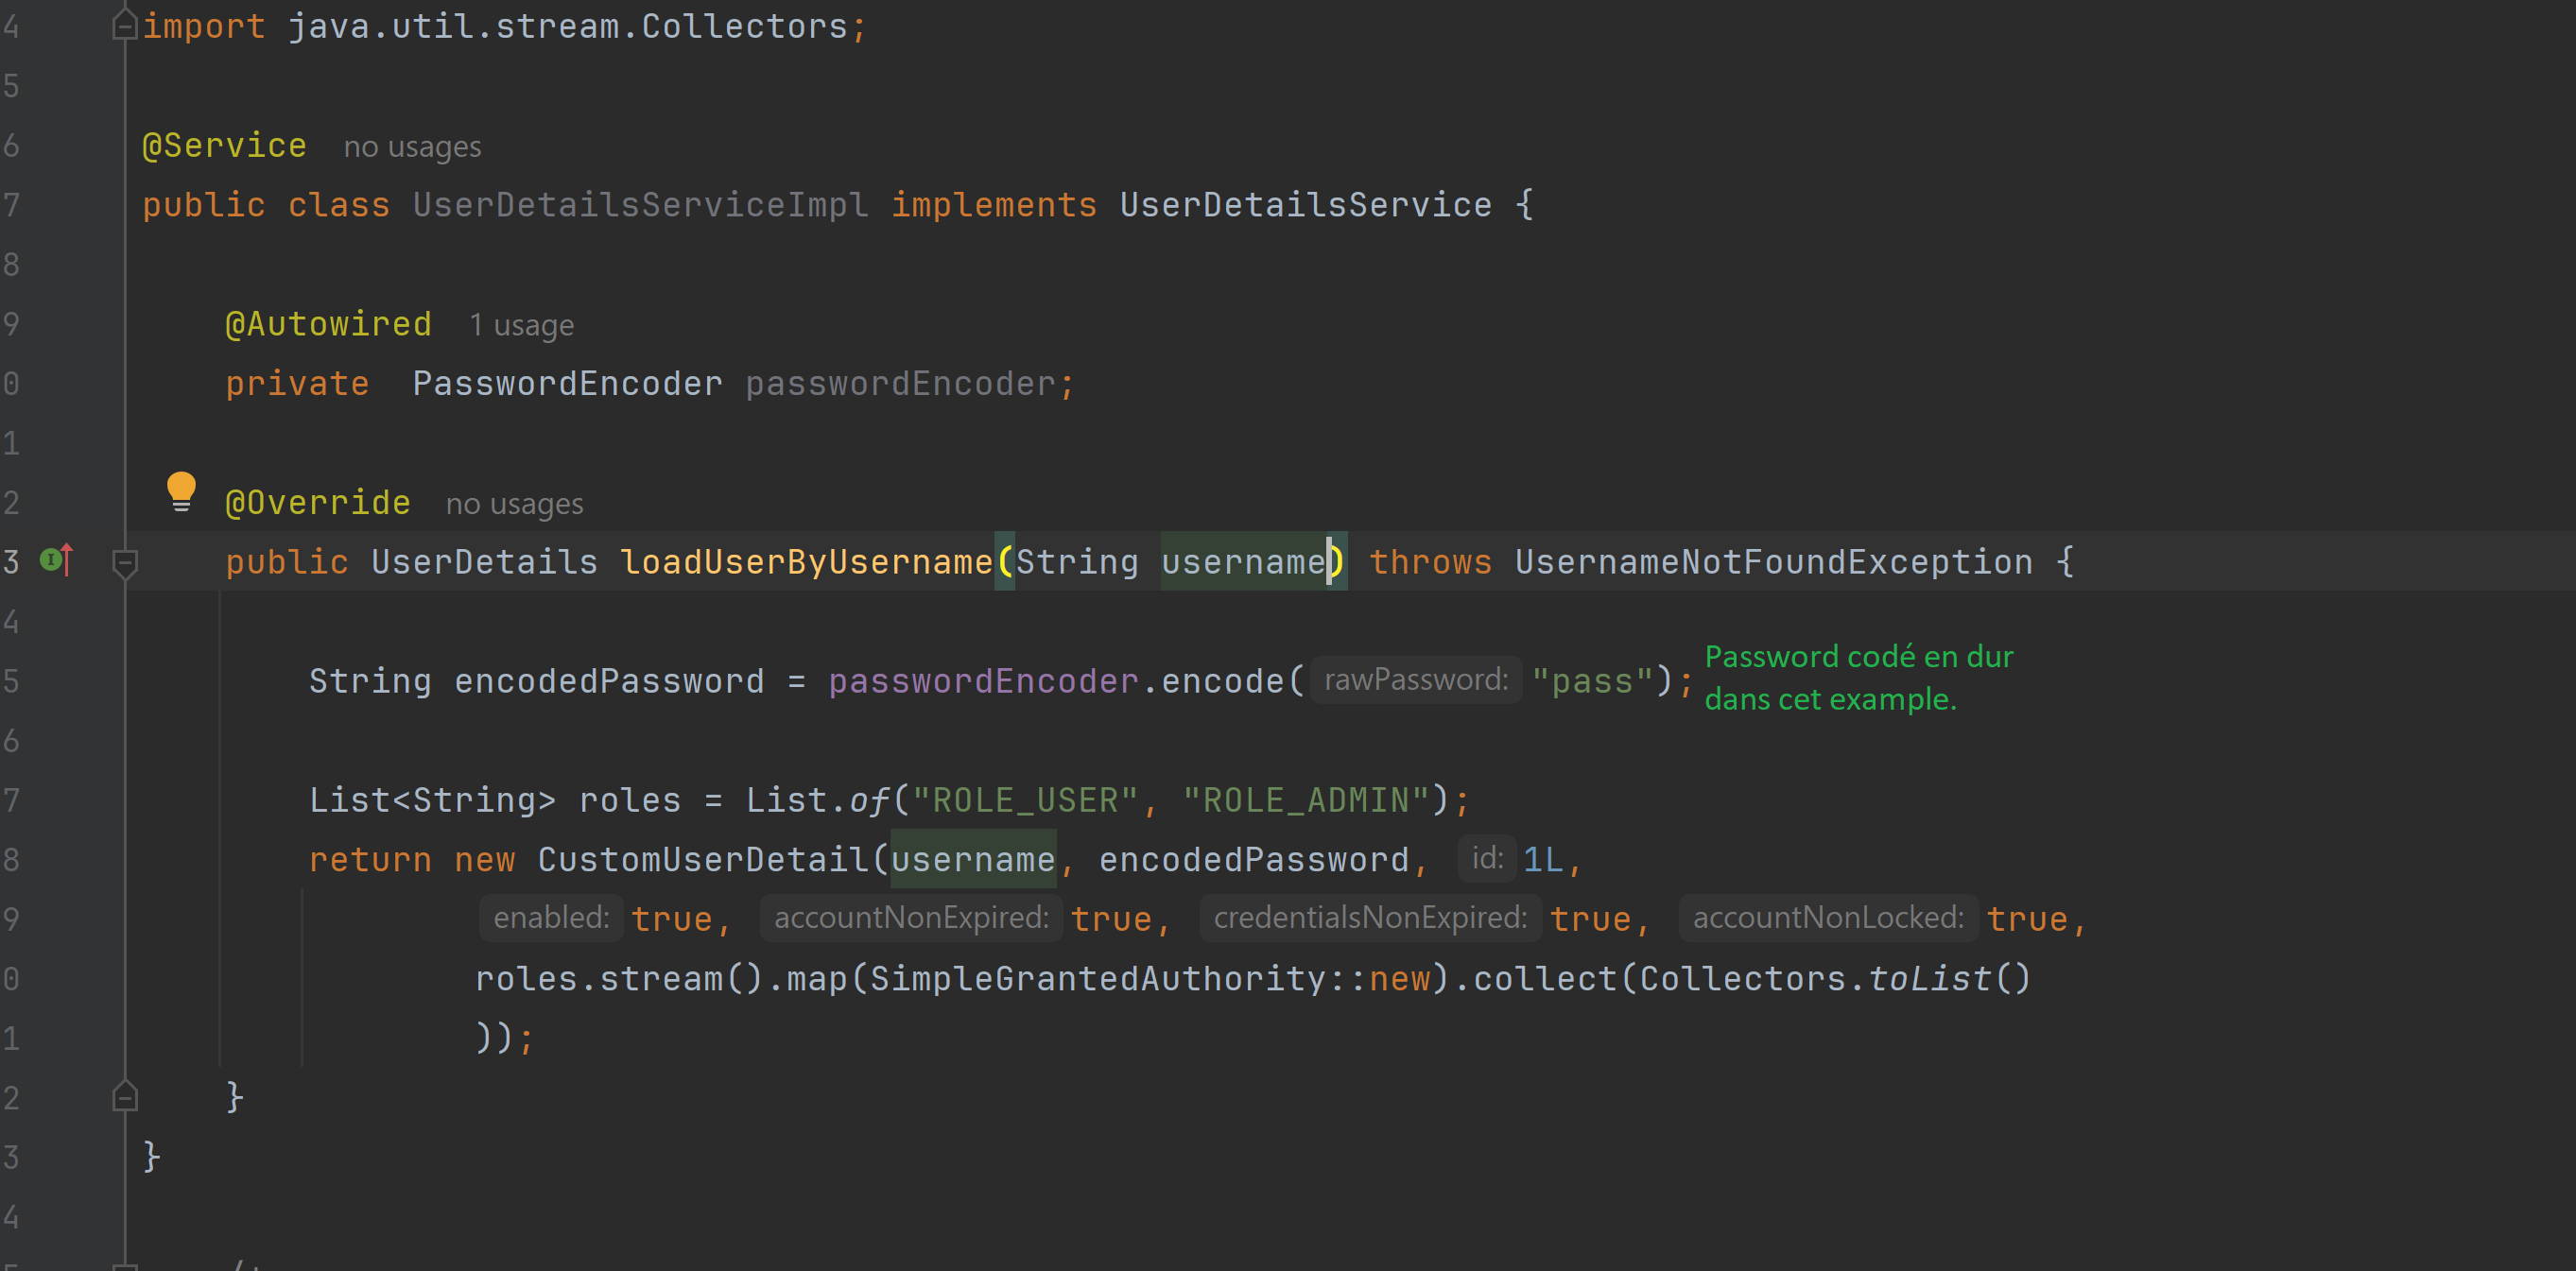 4 import java.util.stream.Collectors;
5
6 @Service no usages
7 public class UserDetailsServiceImpl implements UserDetailsService {
8
9 @Autowired 1 usage
0 private  PasswordEncoder passwordEncoder;
1
2 @Override no usages
3 public UserDetails loadUserByUsername(String username) throws UsernameNotFoundException {
4
5 String encodedPassword = passwordEncoder.encode( rawPassword: "pass");
Password codé en dur
dans cet example.
6
7 List<String> roles = List.of("ROLE_USER", "ROLE_ADMIN");
8 return new CustomUserDetail(username, encodedPassword, id: 1L,
9 enabled: true, accountNonExpired: true, credentialsNonExpired: true, accountNonLocked: true,
0 roles.stream().map(SimpleGrantedAuthority::new).collect(Collectors.toList()
1 ));
2 }
3 }
4